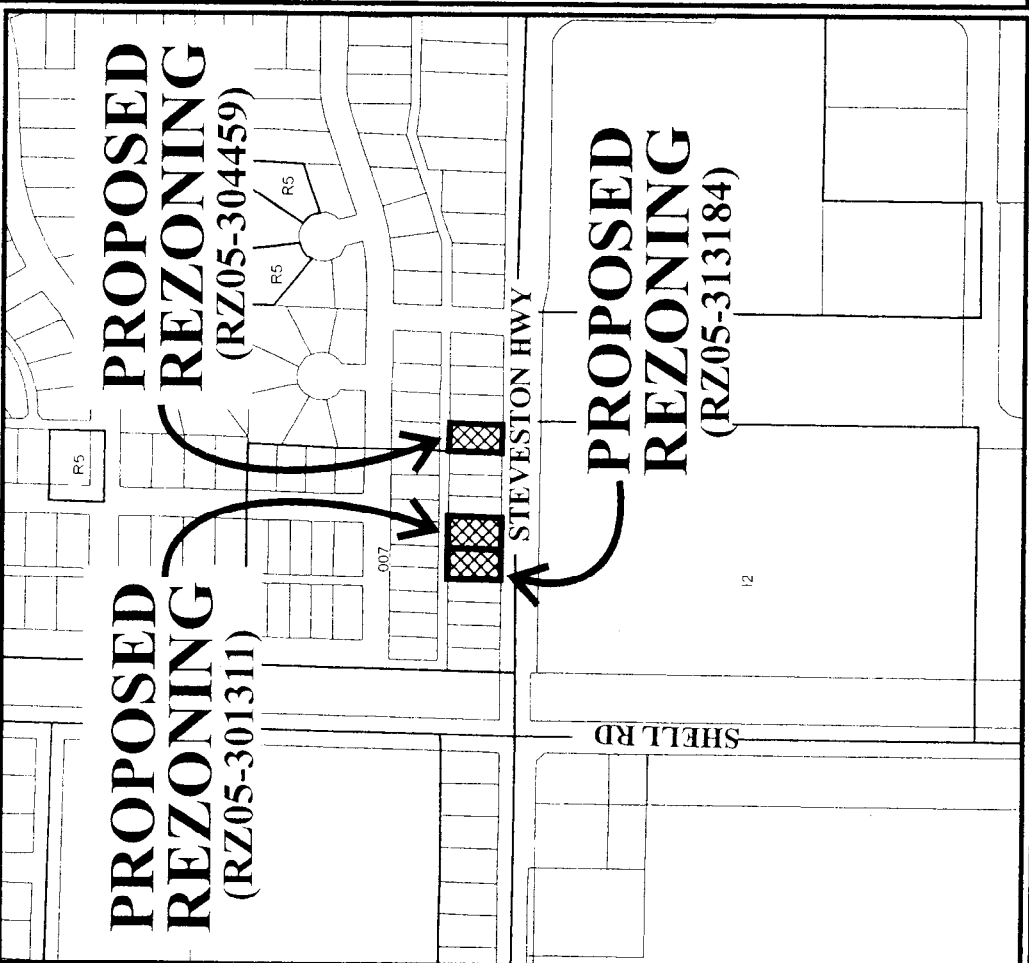 PROPOSED
REZONING
(RZ05-304459)
PROPOSED
REZONING
(RZ05-301311)
PROPOSED
REZONING
(RZ05-313184)
STEVESTON HWY
SHELL RD
R5
R5
R5
007
I2